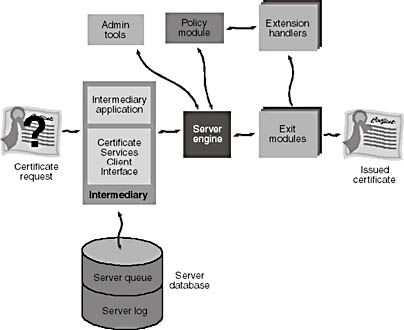 Admin
tools
Policy
module
Extension
handlers
Intermediary
application
Certificate
Services
Client
Interface
Intermediary
Server
engine
Exit
modules
Certificate
request
Issued
certificate
Server queue
Server log
Server
database
?